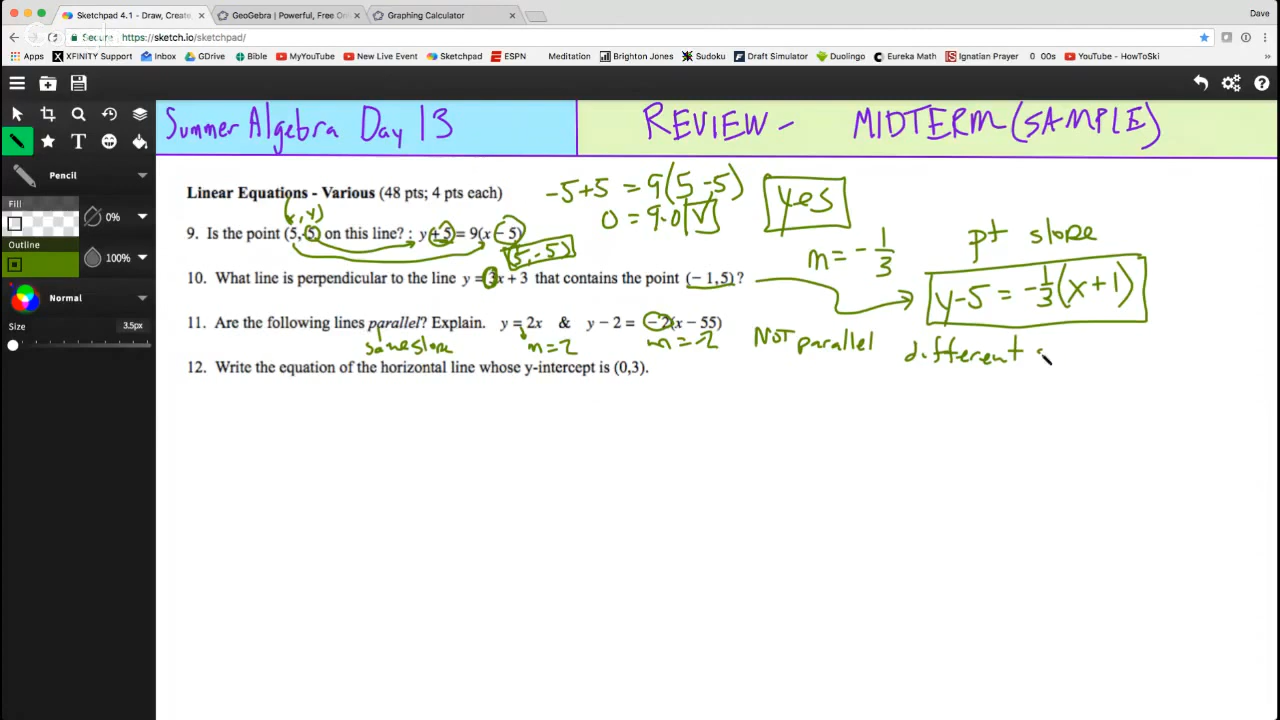 Sketchpad 4.1 - Draw, Create,
GeoGebra | Powerful, Free On
Graphing Calculator
Dave
Secure https://sketch.io/sketchpad/
Apps XFINITY Support Inbox GDrive Bible MyYouTube New Live Event Sketchpad ESPN Meditation Brighton Jones Sudoku Draft Simulator Duolingo Eureka Math Ignatian Prayer 0 00s YouTube - HowToSki
Summer Algebra Day 13
REVIEW - MIDTERM (SAMPLE)
Pencil
Fill
0%
Outline
100%
Normal
Size
3.5px
Linear Equations - Various (48 pts; 4 pts each)
-5+5 = 9(5-5)
0 = 9·0 √
yes
(x, y)
9. Is the point (5,-5) on this line? : y + 5 = 9(x − 5)
(5,-5)
m = -1/3
pt slope
10. What line is perpendicular to the line y = 3x + 3 that contains the point (− 1,5)?
y-5 = -1/3(x+1)
11. Are the following lines parallel? Explain. y = 2x & y − 2 = −2(x − 55)
same slope
m = 2
m = -2
NOT parallel
different
12. Write the equation of the horizontal line whose y-intercept is (0,3).